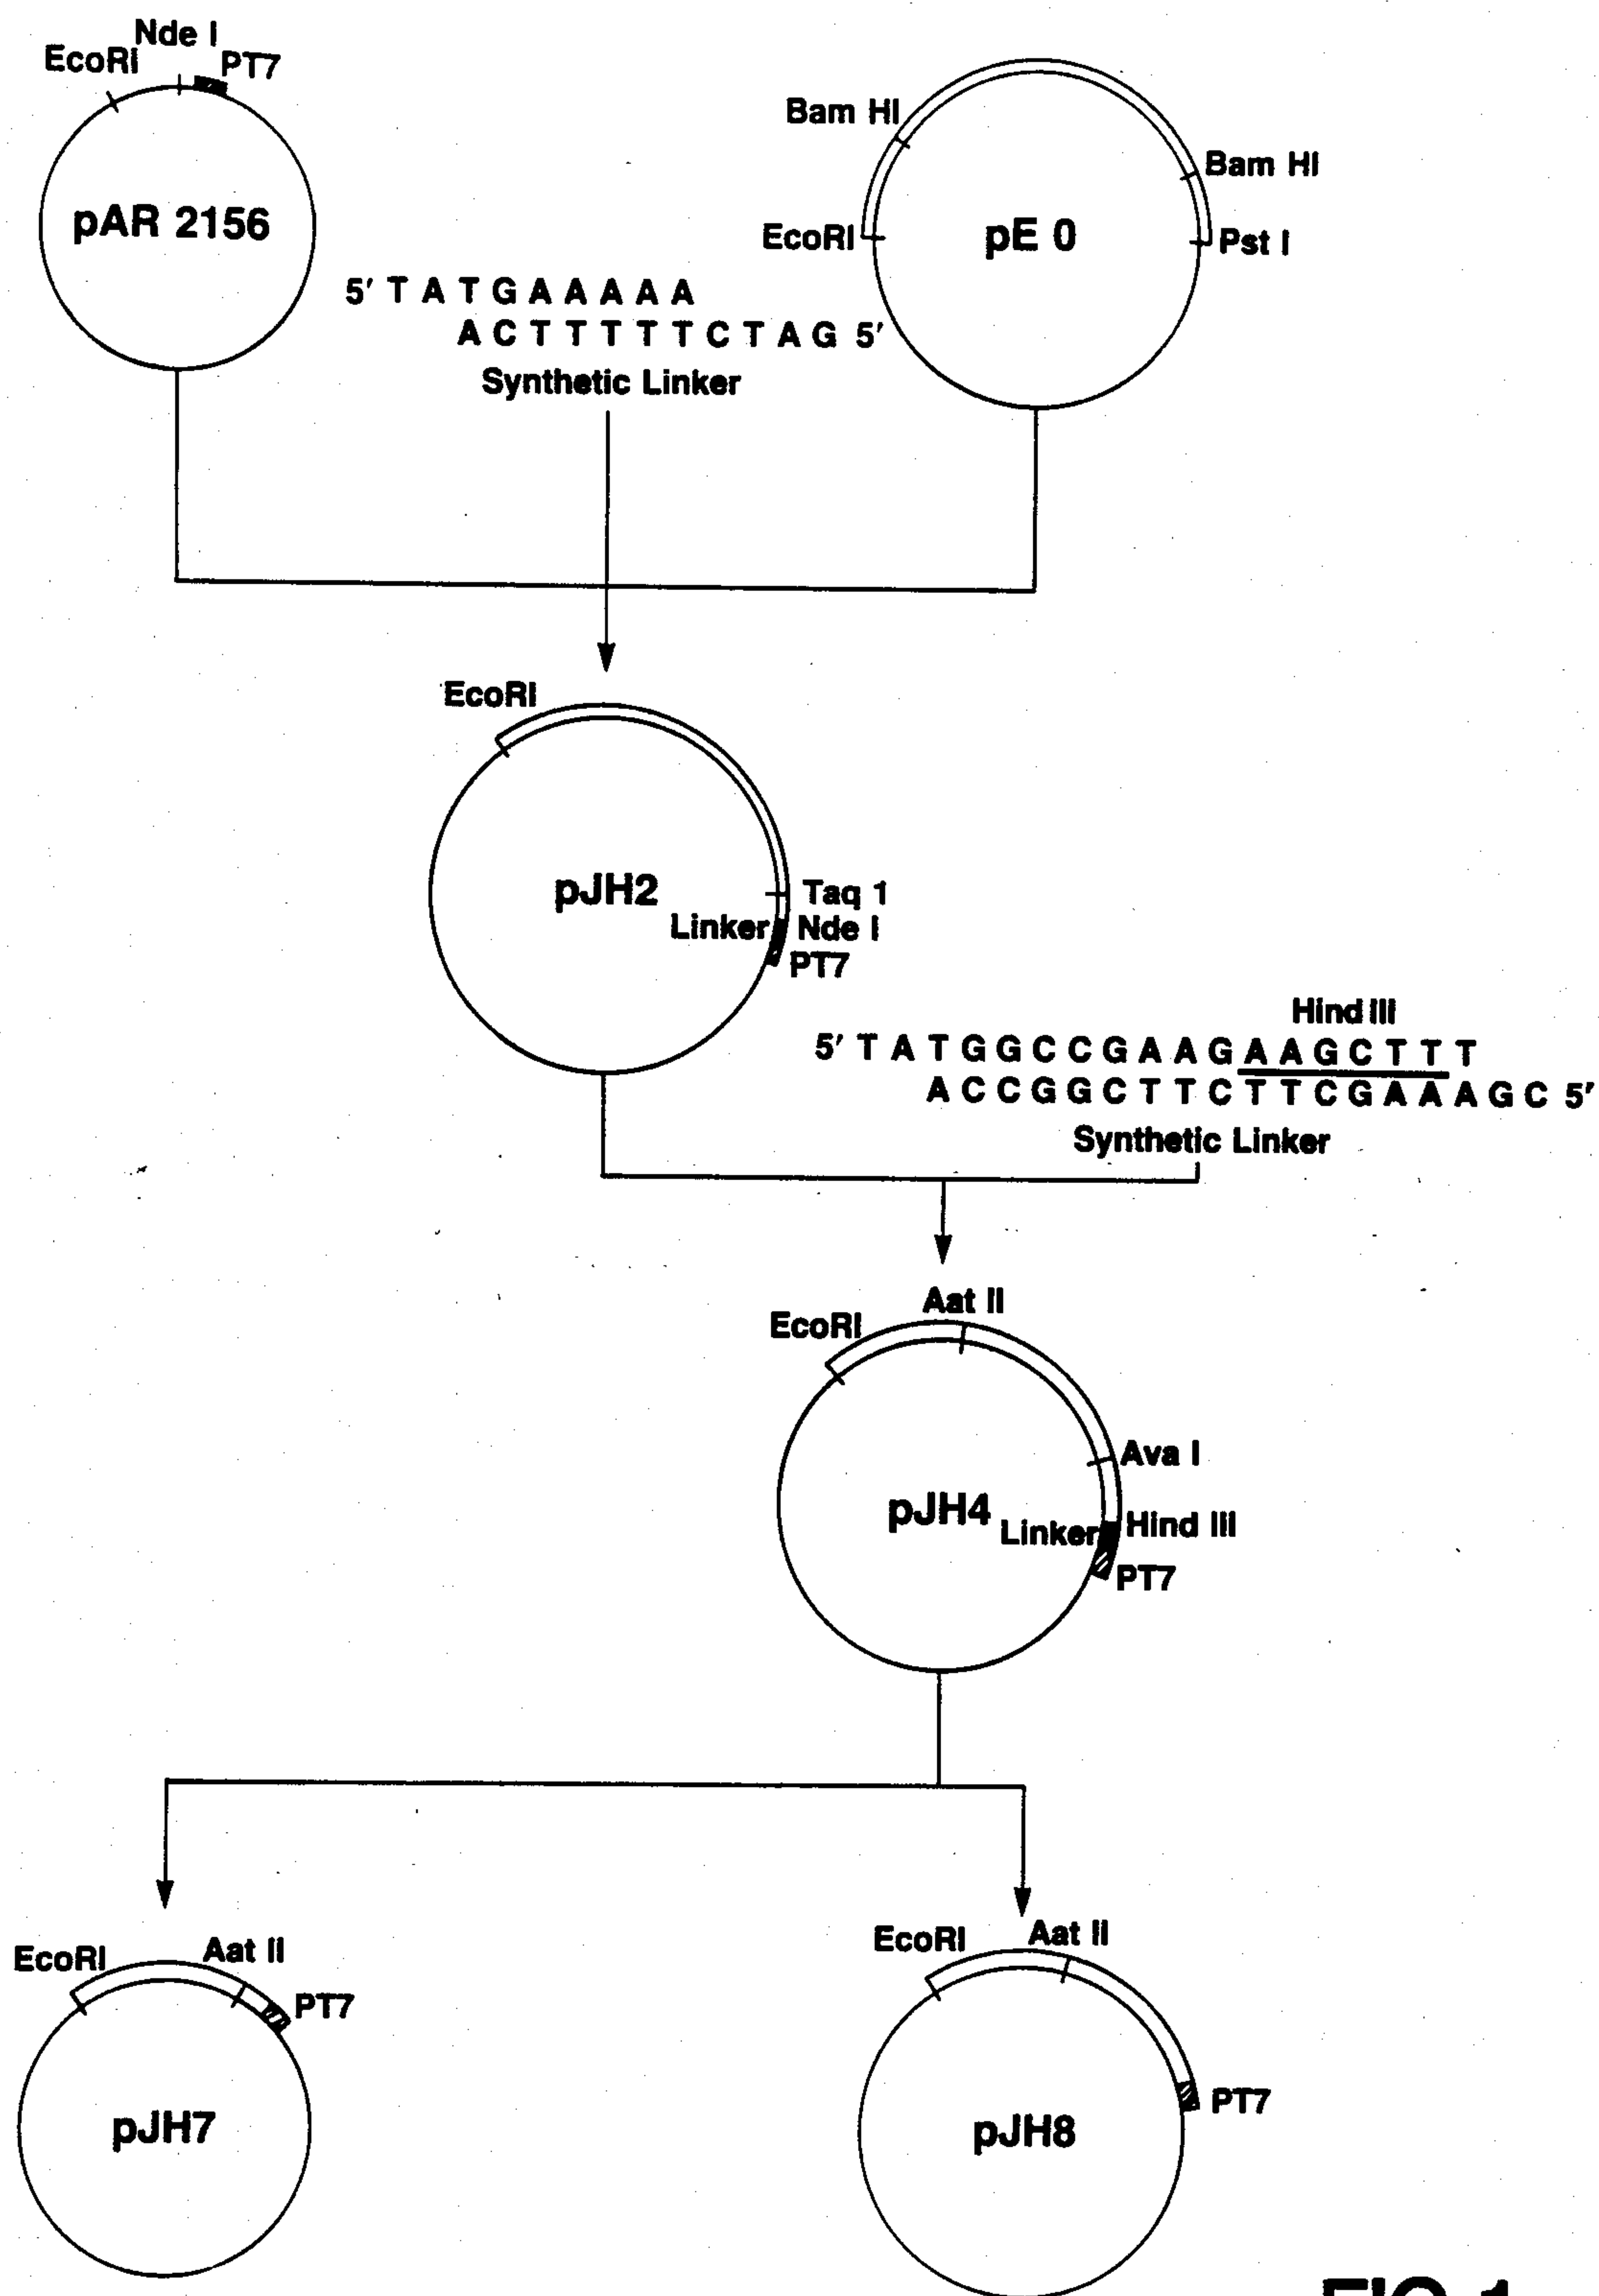 Nde I
EcoRI
PT7
pAR 2156
Bam HI
Bam HI
EcoRI
pE 0
Pst I
5' T A T G A A A A A
A C T T T T T C T A G 5'
Synthetic Linker
EcoRI
pJH2
Taq 1
Linker
Nde I
PT7
Hind III
5' T A T G G C C G A A G A A G C T T T
A C C G G C T T C T T C G A A A G C 5'
Synthetic Linker
Aat II
EcoRI
Ava I
pJH4
Linker
Hind III
PT7
EcoRI
Aat II
PT7
pJH7
EcoRI
Aat II
PT7
pJH8